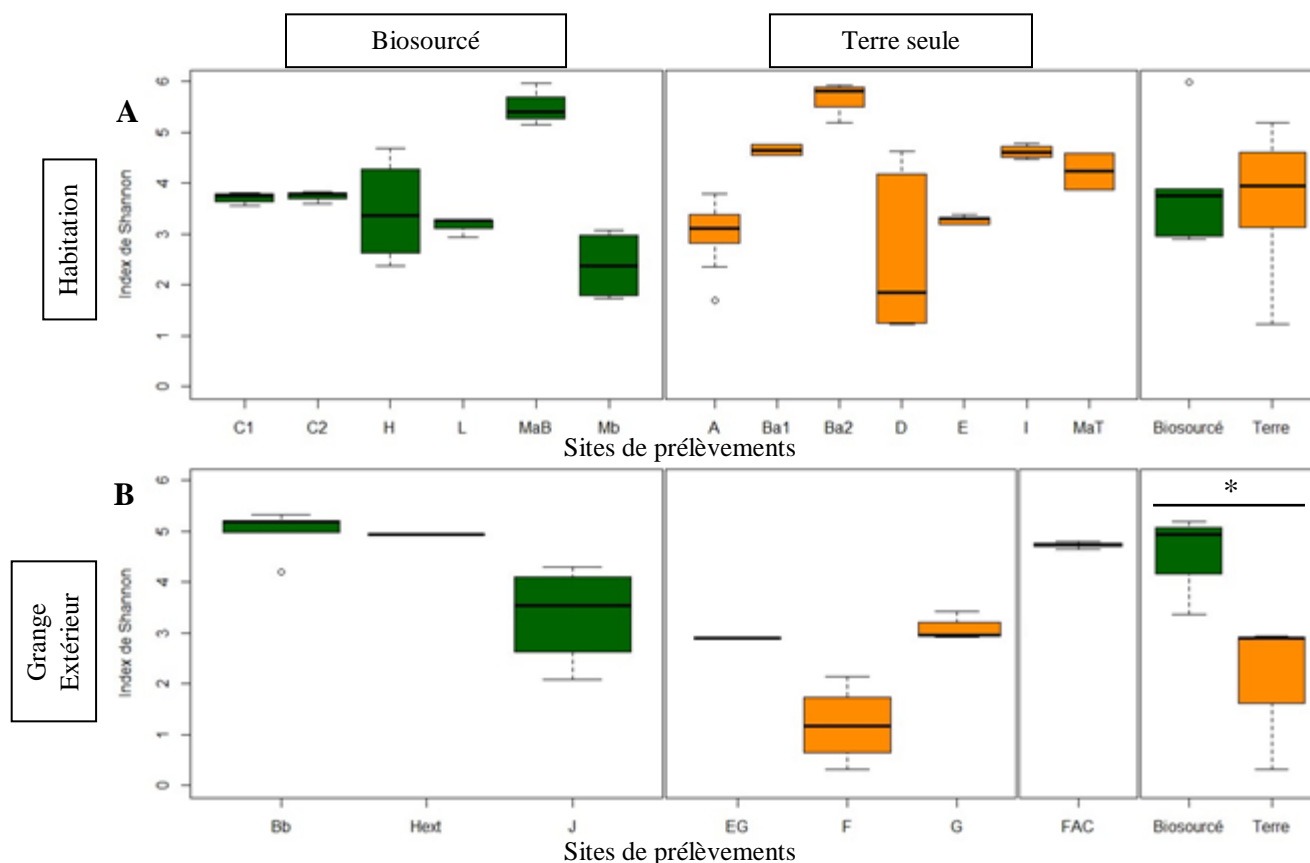 Biosourcé
Terre seule
A
Habitation
Index de Shannon
0 1 2 3 4 5 6
C1 C2 H L MaB Mb
A Ba1 Ba2 D E I MaT
Biosourcé Terre
Sites de prélèvements
B
Grange
Extérieur
Index de Shannon
0 1 2 3 4 5 6
*
Bb Hext J
EG F G
FAC
Biosourcé Terre
Sites de prélèvements